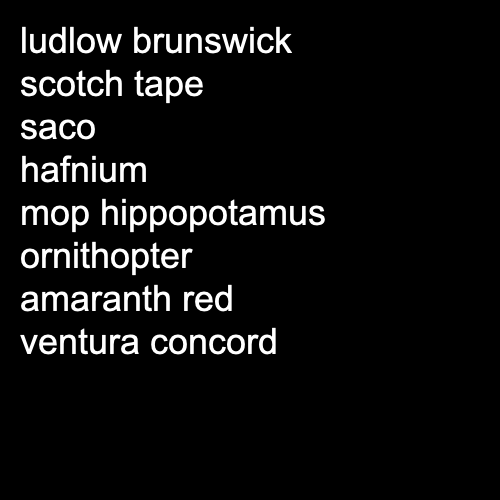 ludlow brunswick
scotch tape
saco
hafnium
mop hippopotamus
ornithopter
amaranth red
ventura concord